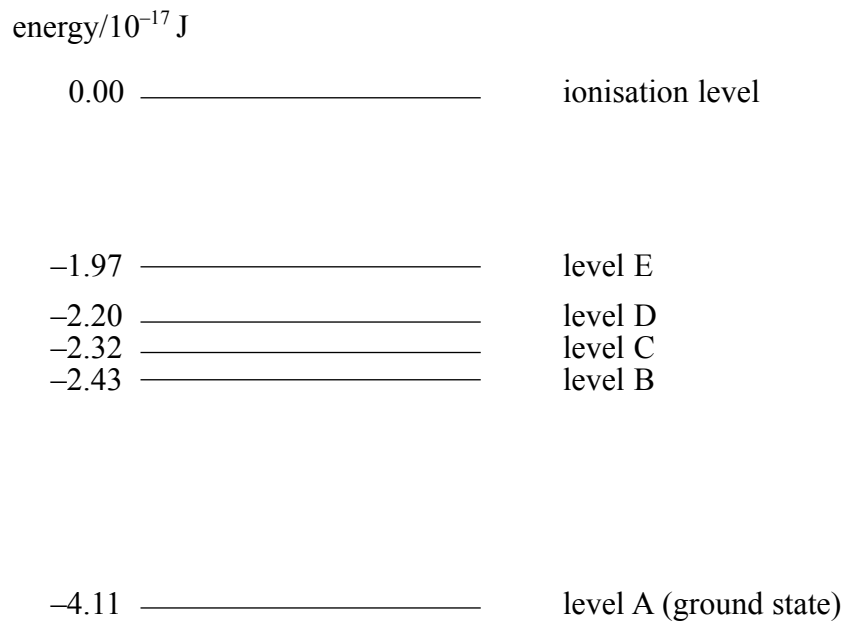 energy/10⁻¹⁷ J
0.00 ionisation level
–1.97 level E
–2.20 level D
–2.32 level C
–2.43 level B
–4.11 level A (ground state)